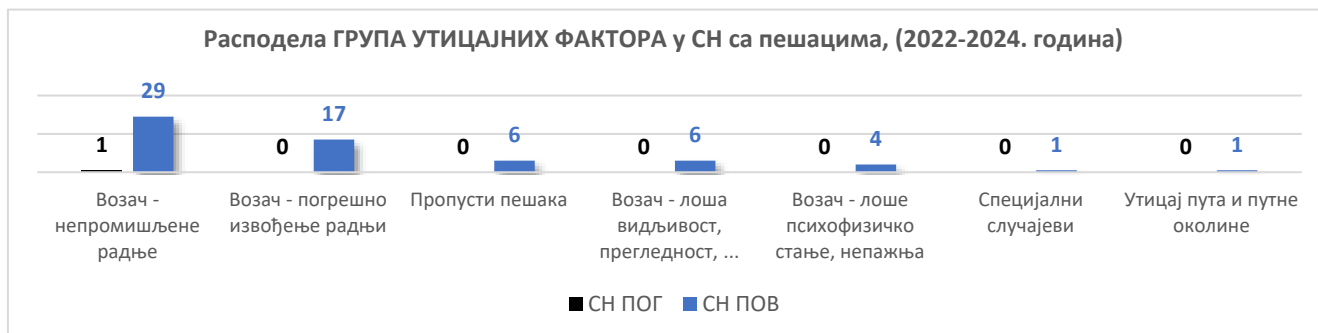 Расподела ГРУПА УТИЦАЈНИХ ФАКТОРА у СН са пешацима, (2022-2024. година)
29
1
17
0
6
0
6
0
4
0
1
0
1
0
Возач -
непромишљене
радње
Возач - погрешно
извођење радњи
Пропусти пешака
Возач - лоша
видљивост,
прегледност, ...
Возач - лоше
психофизичко
стање, непажња
Специјални
случајеви
Утицај пута и путне
околине
СН ПОГ
СН ПОВ